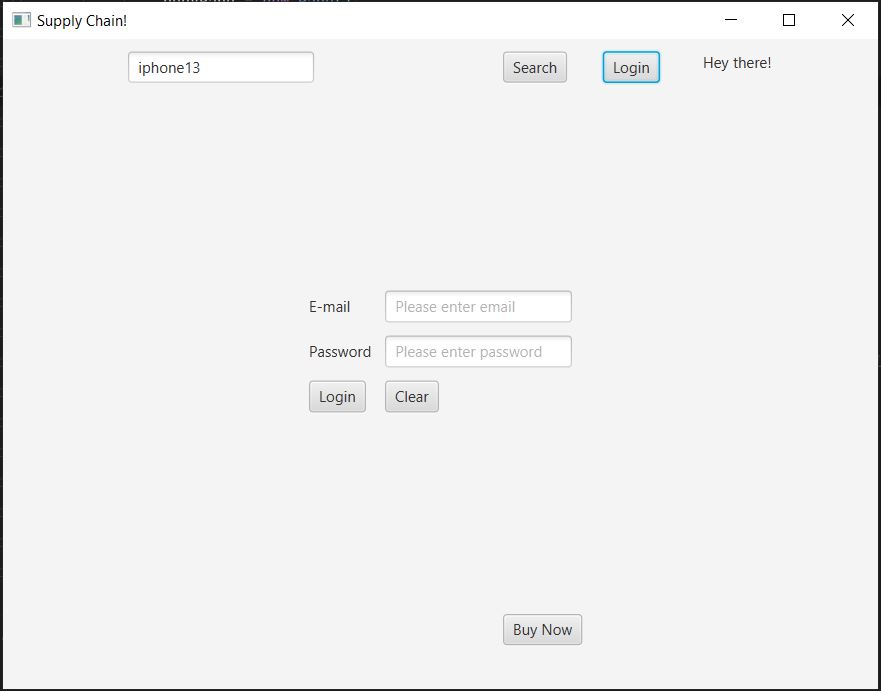 Supply Chain!
iphone13 Search Login Hey there!
E-mail Please enter email
Password Please enter password
Login Clear
Buy Now